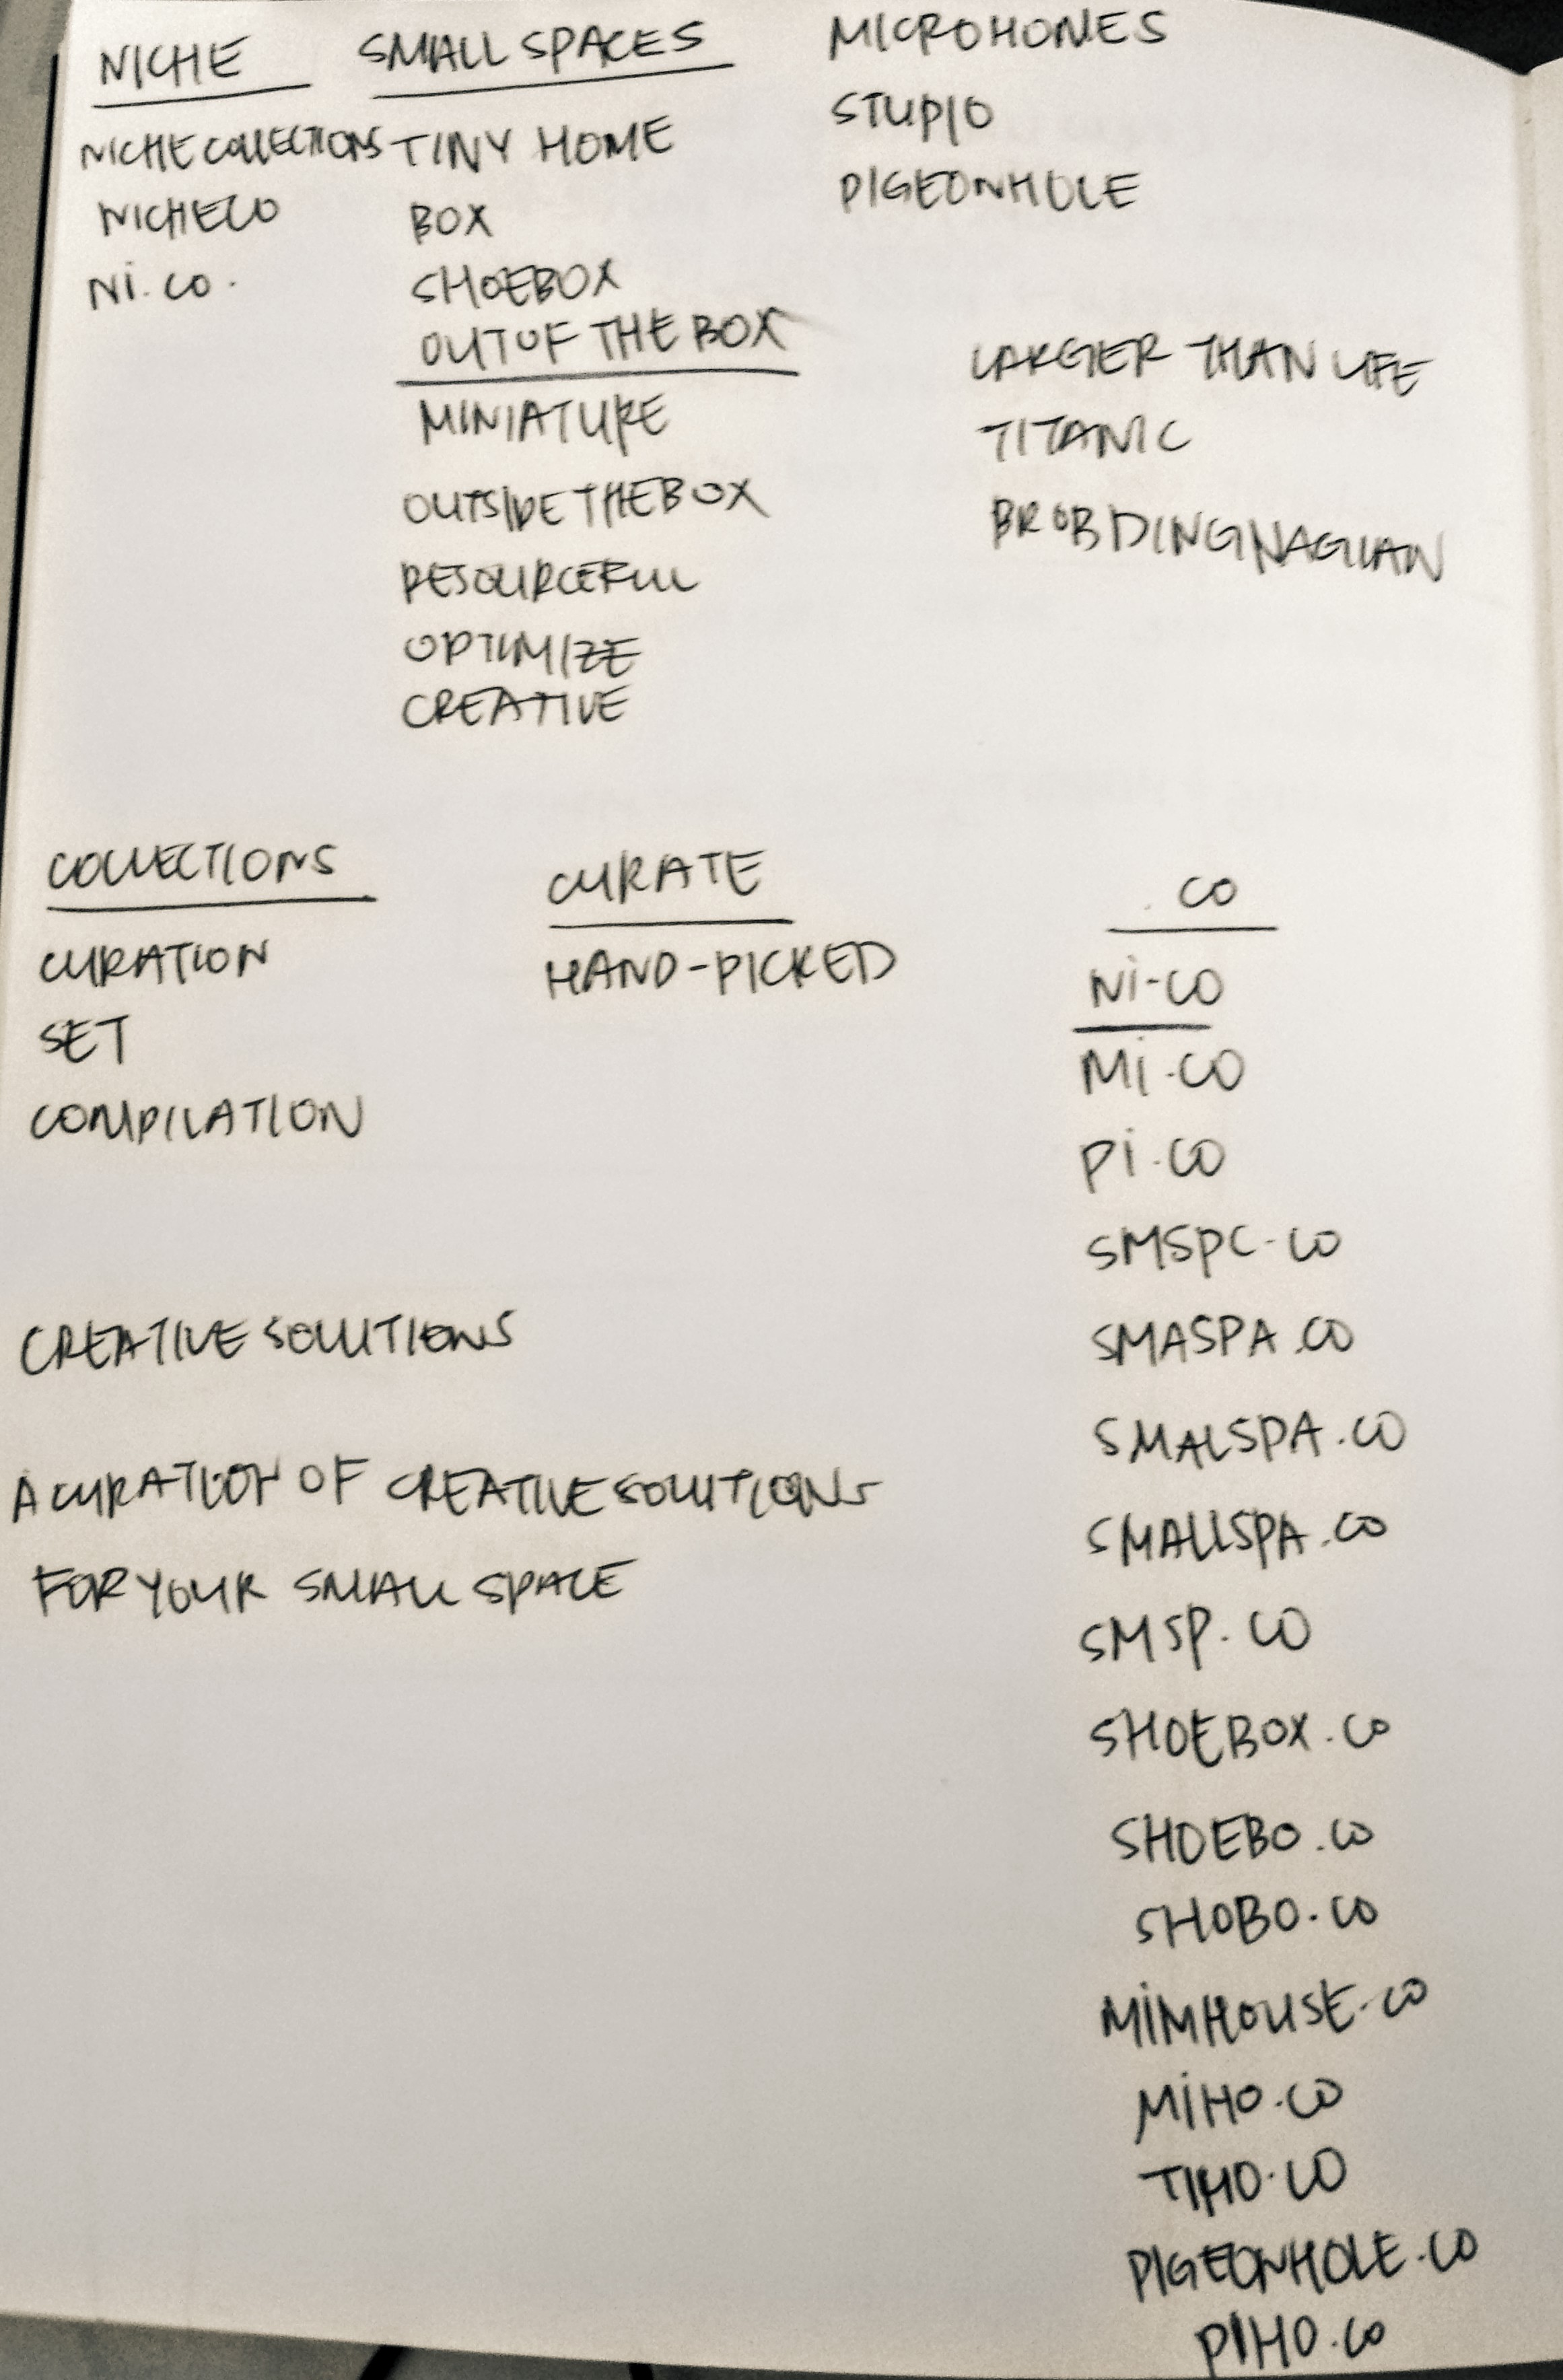 NICHE
NICHE COLLECTIONS
NICHECO
Ni.CO.
SMALL SPACES
TINY HOME
BOX
SHOEBOX
OUT OF THE BOX
MINIATURE
OUTSIDE THE BOX
RESOURCEFUL
OPTIMIZE
CREATIVE
MICROHOMES
STUDIO
PIGEONHOLE
LARGER THAN LIFE
TITANIC
BROBDINGNAGIAN
COLLECTIONS
CURATION
SET
COMPILATION
CURATE
HAND-PICKED
CREATIVE SOLUTIONS
A CURATION OF CREATIVE SOLUTIONS
FOR YOUR SMALL SPACE
.CO
Ni-CO
Mi.CO
Pi.CO
SMSPC-CO
SMASPA.CO
SMALSPA.CO
SMALLSPA.CO
SMSP.CO
SHOEBOX.CO
SHOEBO.CO
SHOBO.CO
MiMHOUSE.CO
MiHO.CO
TIHO.CO
PIGEONHOLE.CO
PIHO.CO